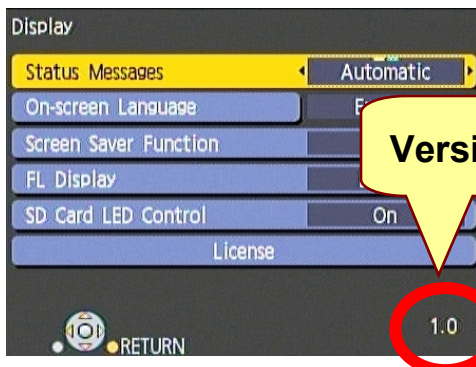 Display
Status Messages Automatic
On-screen Language
Screen Saver Function
FL Display
SD Card LED Control On
License
1.0
RETURN